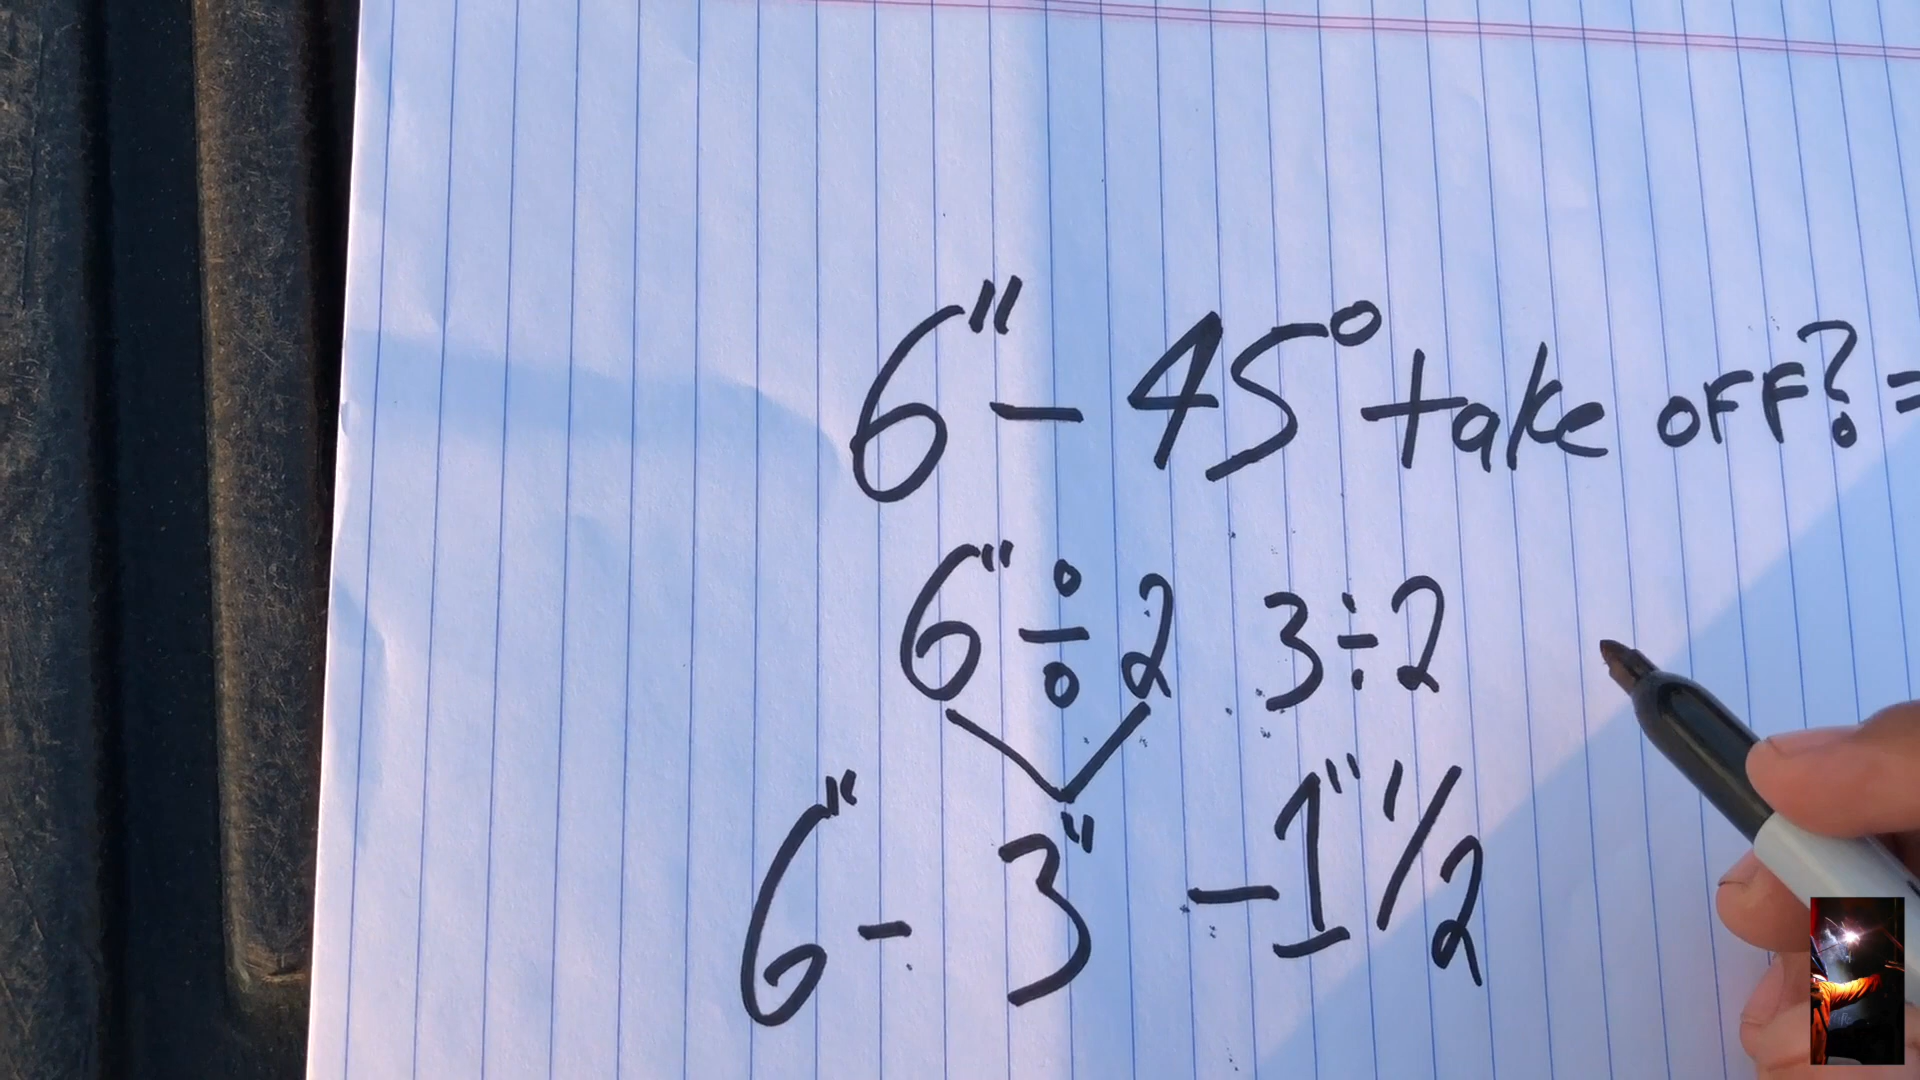 6" - 45° take off? =
6" ÷ 2 3÷2
6" - 3" - 1" 1/2